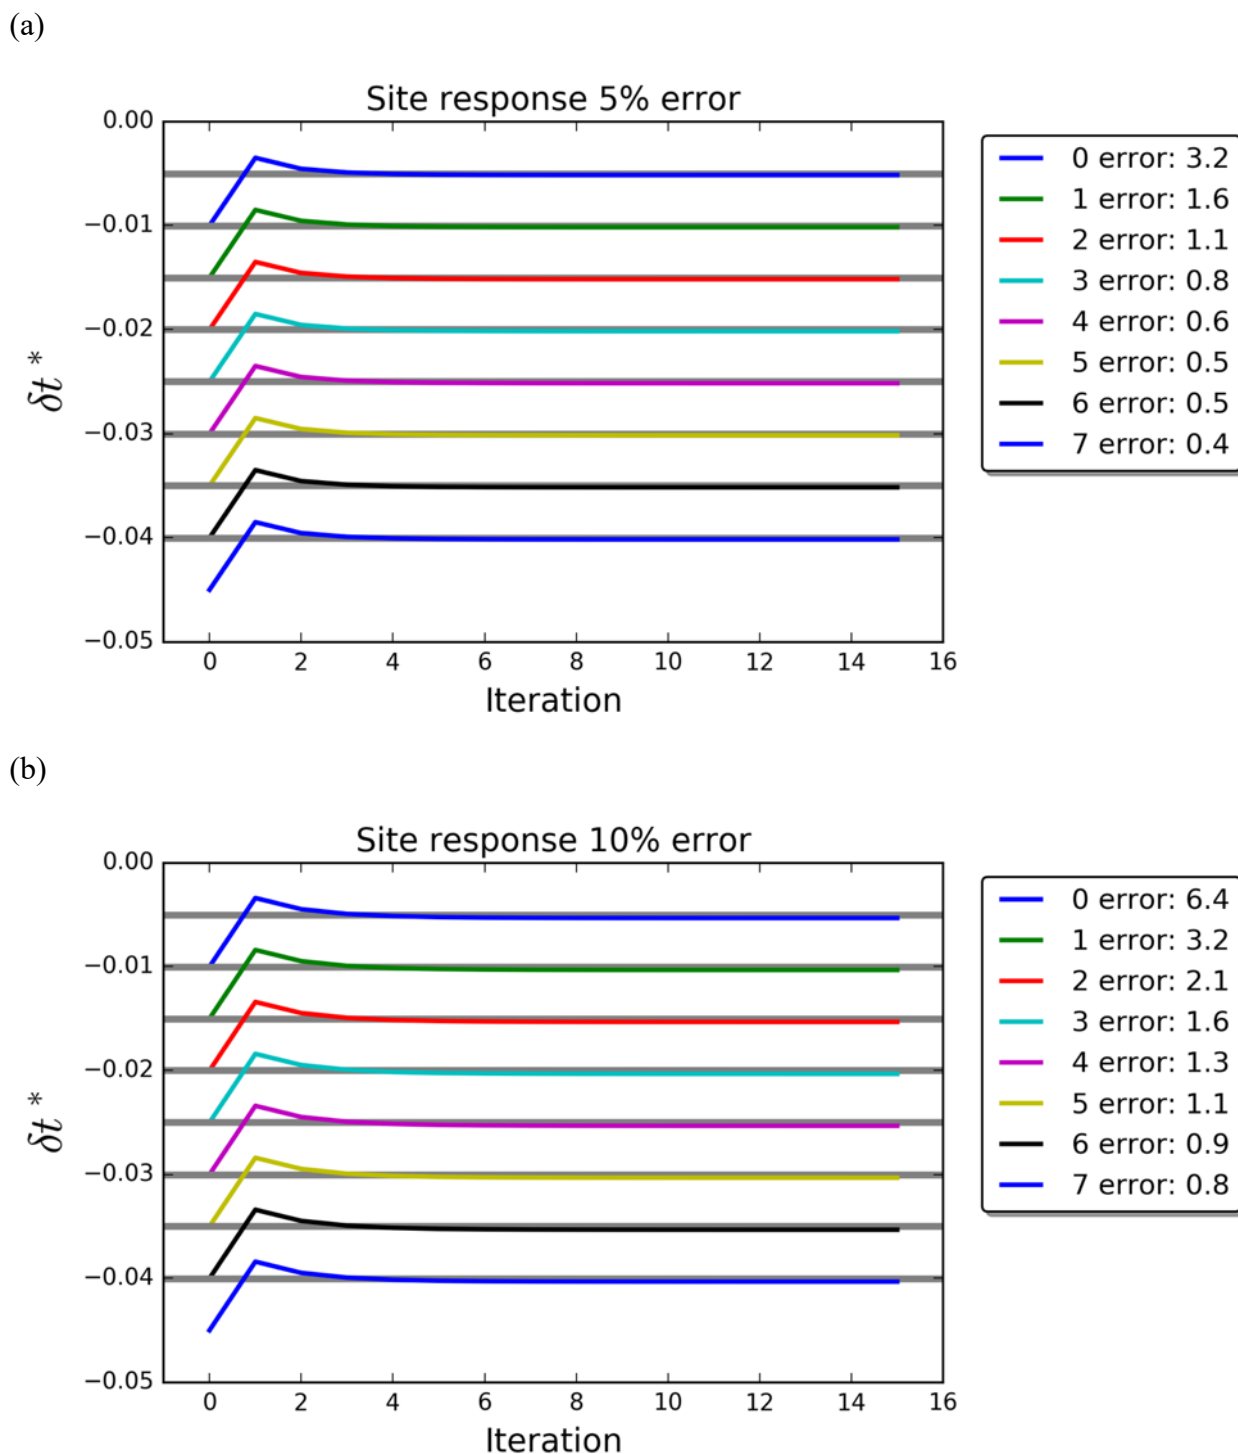 (a)
Site response 5% error
0.00
−0.01
−0.02
−0.03
−0.04
−0.05
δt*
0 2 4 6 8 10 12 14 16
Iteration
0 error: 3.2
1 error: 1.6
2 error: 1.1
3 error: 0.8
4 error: 0.6
5 error: 0.5
6 error: 0.5
7 error: 0.4
(b)
Site response 10% error
0.00
−0.01
−0.02
−0.03
−0.04
−0.05
δt*
0 2 4 6 8 10 12 14 16
Iteration
0 error: 6.4
1 error: 3.2
2 error: 2.1
3 error: 1.6
4 error: 1.3
5 error: 1.1
6 error: 0.9
7 error: 0.8